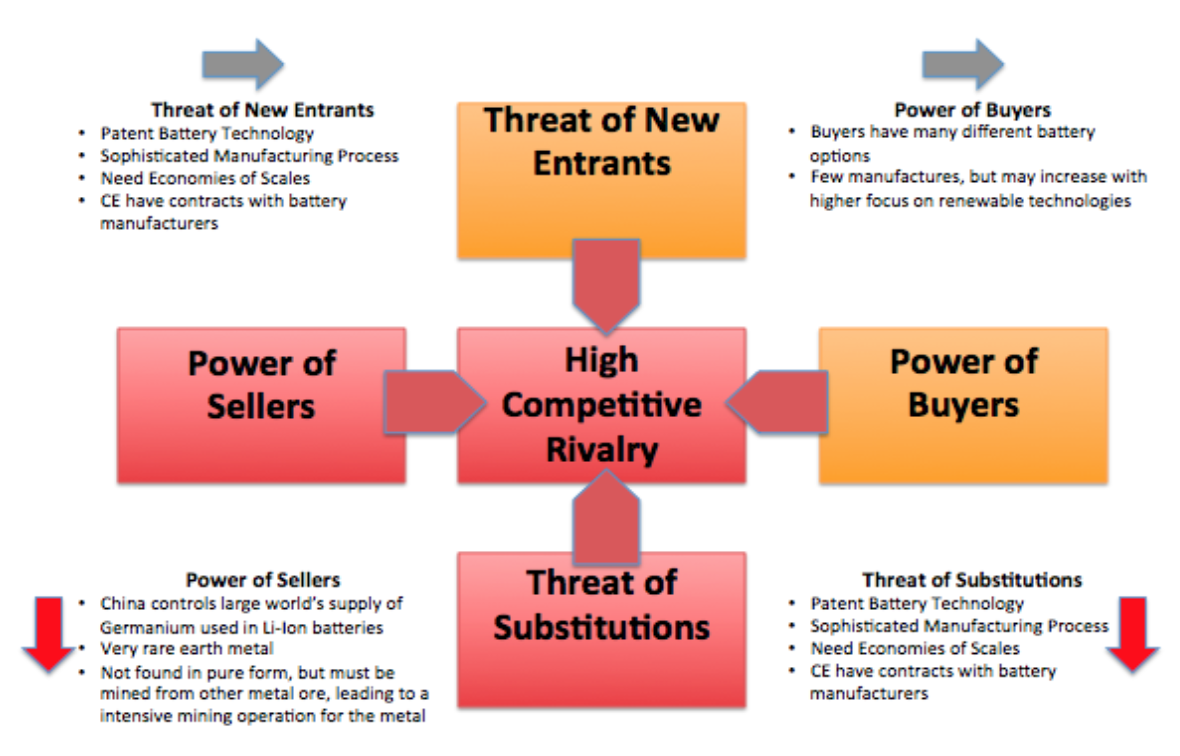 Threat of New Entrants
• Patent Battery Technology
• Sophisticated Manufacturing Process
• Need Economies of Scales
• CE have contracts with battery
manufacturers
Threat of New
Entrants
Power of Buyers
• Buyers have many different battery
options
• Few manufactures, but may increase with
higher focus on renewable technologies
Power of
Sellers
High
Competitive
Rivalry
Power of
Buyers
Power of Sellers
• China controls large world's supply of
Germanium used in Li-Ion batteries
• Very rare earth metal
• Not found in pure form, but must be
mined from other metal ore, leading to a
intensive mining operation for the metal
Threat of
Substitutions
Threat of Substitutions
• Patent Battery Technology
• Sophisticated Manufacturing Process
• Need Economies of Scales
• CE have contracts with battery
manufacturers